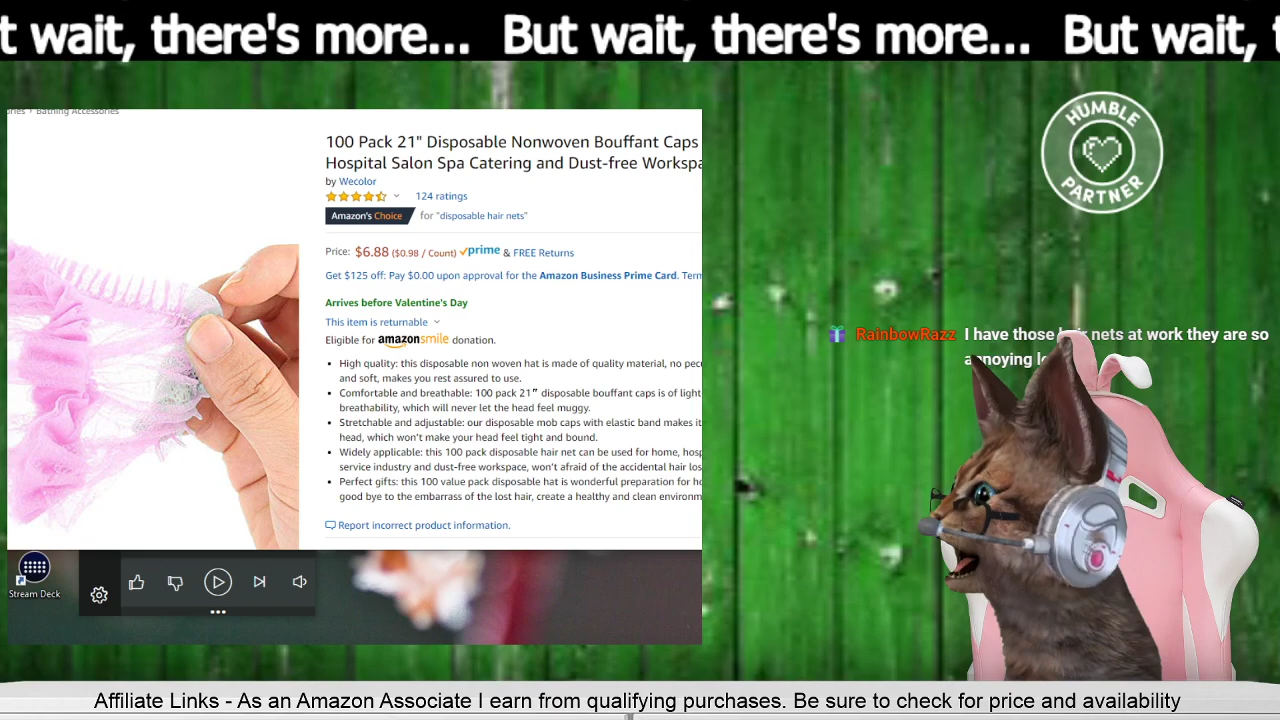 t wait, there's more... But wait, there's more... But wait, t
ries › Bathing Accessories
100 Pack 21" Disposable Nonwoven Bouffant Caps
Hospital Salon Spa Catering and Dust-free Workspa
by Wecolor
124 ratings
Amazon's Choice for "disposable hair nets"
Price: $6.88 ($0.98 / Count) prime & FREE Returns
Get $125 off: Pay $0.00 upon approval for the Amazon Business Prime Card. Term
Arrives before Valentine's Day
This item is returnable
Eligible for amazonsmile donation.
• High quality: this disposable non woven hat is made of quality material, no pec
and soft, makes you rest assured to use.
• Comfortable and breathable: 100 pack 21″ disposable bouffant caps is of light
breathability, which will never let the head feel muggy.
• Stretchable and adjustable: our disposable mob caps with elastic band makes it
head, which won't make your head feel tight and bound.
• Widely applicable: this 100 pack disposable hair net can be used for home, hosp
service industry and dust-free workspace, won't afraid of the accidental hair los
• Perfect gifts: this 100 value pack disposable hat is wonderful preparation for ho
good bye to the embarrass of the lost hair, create a healthy and clean environm
Report incorrect product information.
Stream Deck
HUMBLE
PARTNER
RainbowRazz I have those nets at work they are so
annoying
Affiliate Links - As an Amazon Associate I earn from qualifying purchases. Be sure to check for price and availability